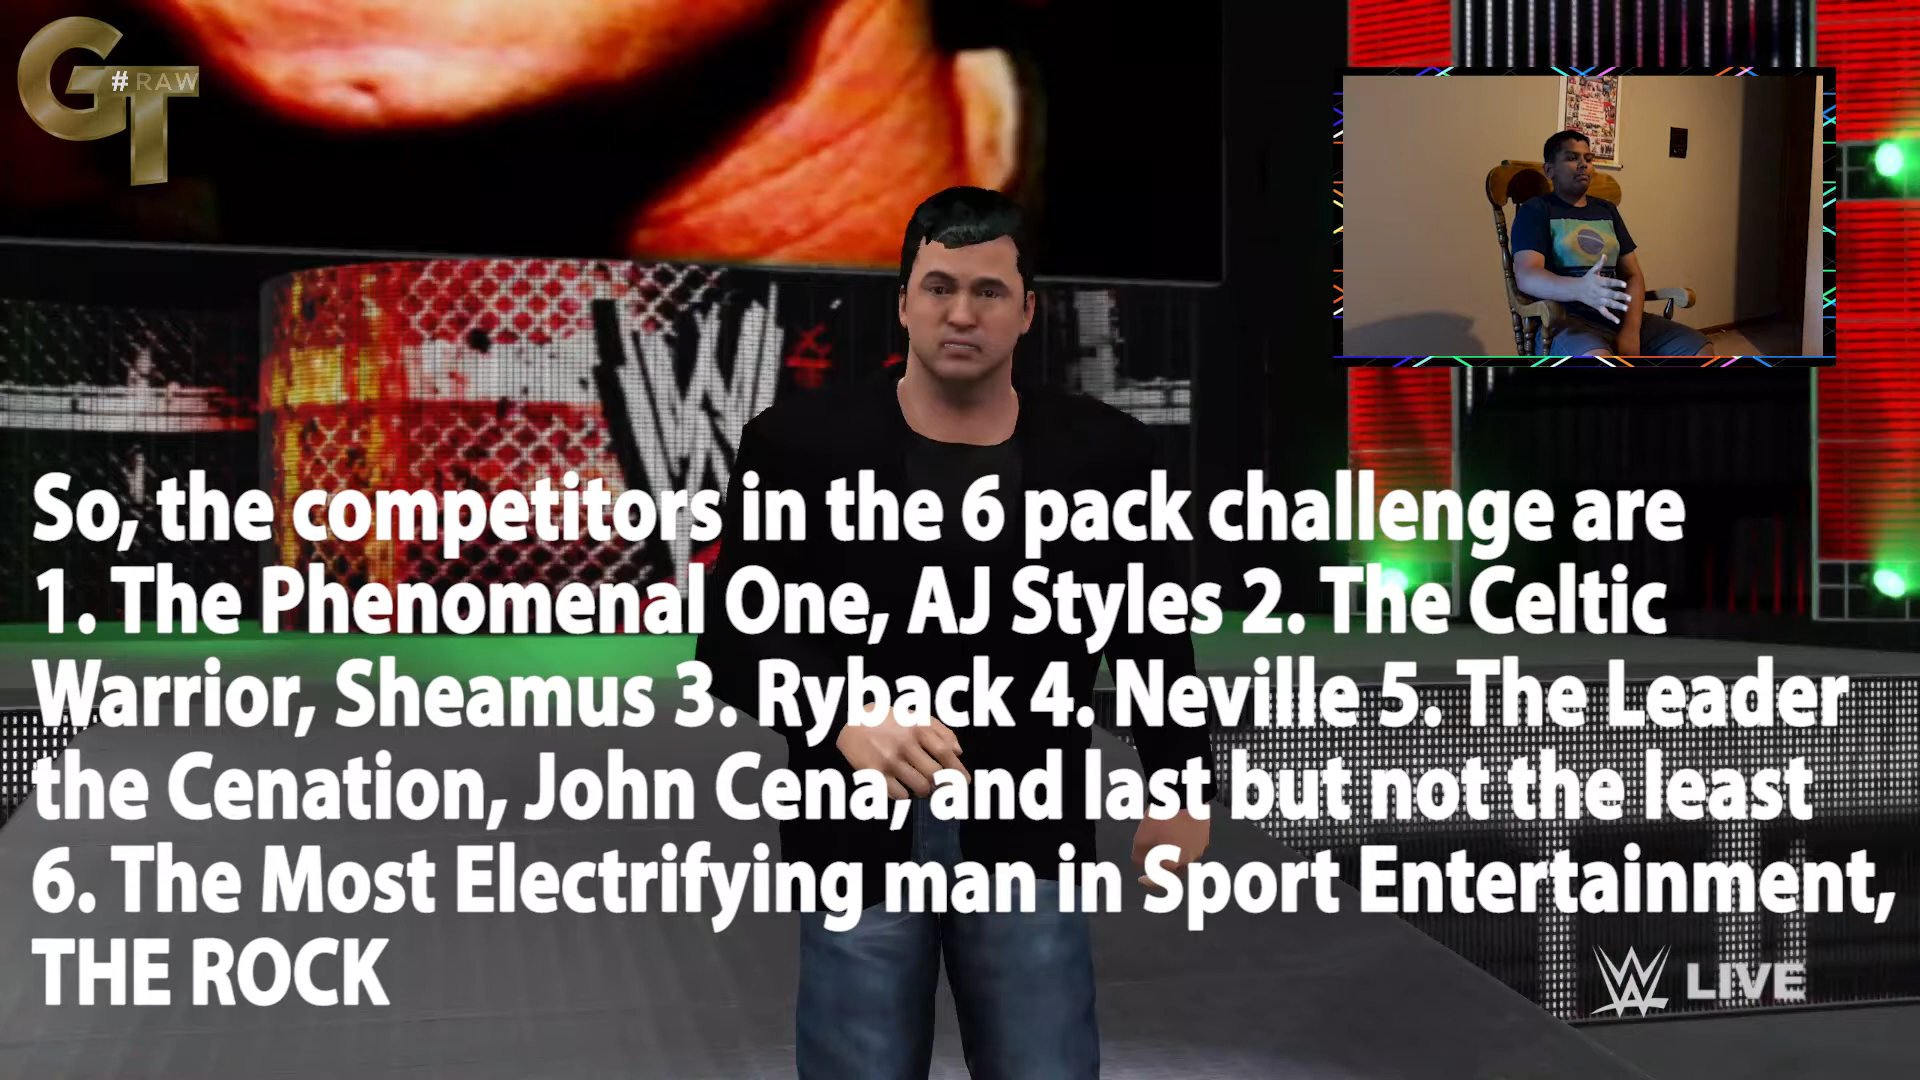 GT
#RAW
So, the competitors in the 6 pack challenge are
1. The Phenomenal One, AJ Styles 2. The Celtic
Warrior, Sheamus 3. Ryback 4. Neville 5. The Leader
the Cenation, John Cena, and last but not the least
6. The Most Electrifying man in Sport Entertainment,
THE ROCK
W LIVE